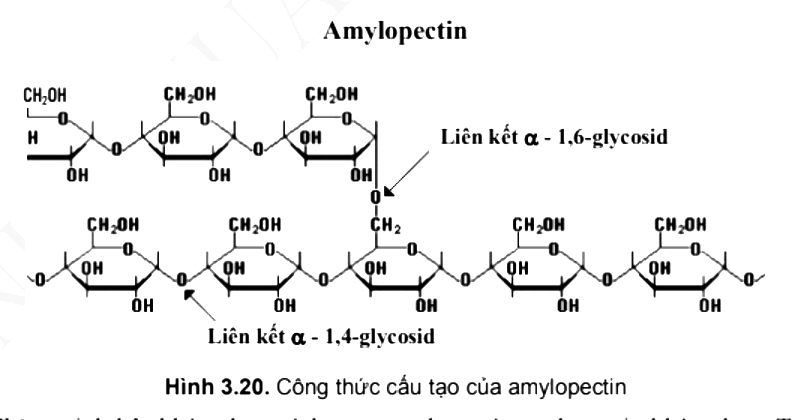 Amylopectin
CH₂OH CH₂OH CH₂OH
O O O
H OH OH Liên kết α - 1,6-glycosid
O O
OH OH OH
O
CH₂OH CH₂OH CH₂ CH₂OH CH₂OH
O O O O O
OH OH OH OH OH
O O O O O O
OH OH OH OH OH
Liên kết α - 1,4-glycosid
Hình 3.20. Công thức cấu tạo của amylopectin